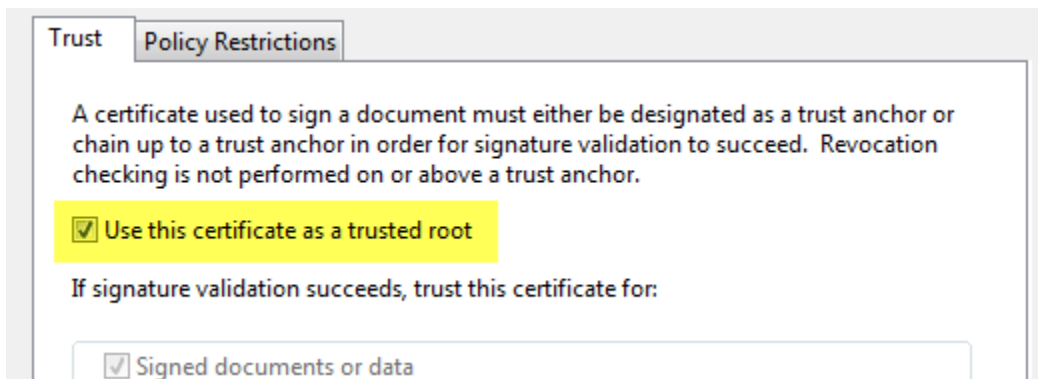 Trust
Policy Restrictions
A certificate used to sign a document must either be designated as a trust anchor or
chain up to a trust anchor in order for signature validation to succeed.  Revocation
checking is not performed on or above a trust anchor.
Use this certificate as a trusted root
If signature validation succeeds, trust this certificate for:
Signed documents or data